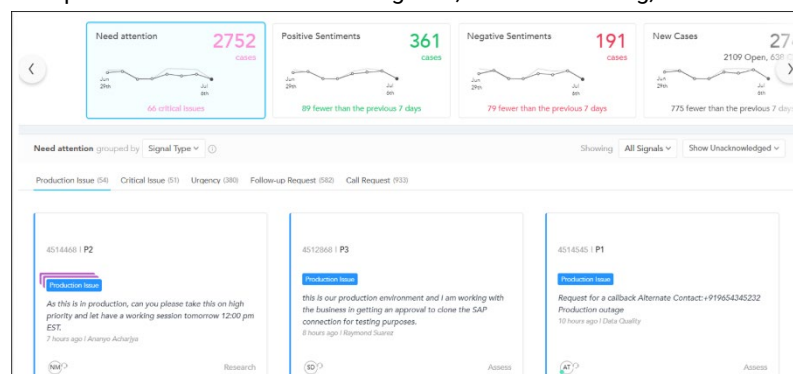 Need attention
2752
cases
Jun
29th
Jul
6th
66 critical issues
Positive Sentiments
361
cases
Jun
29th
Jul
6th
89 fewer than the previous 7 days
Negative Sentiments
191
cases
Jun
29th
Jul
6th
79 fewer than the previous 7 days
New Cases
2109 Open,
Jun
29th
Jul
6th
775 fewer than the previous 7 days
Need attention grouped by Signal Type
Showing All Signals Show Unacknowledged
Production Issue (54) Critical Issue (51) Urgency (380) Follow-up Request (582) Call Request (933)
4514468 | P2
Production Issue
As this is in production, can you please take this on high
priority and let have a working session tomorrow 12:00 pm
EST.
7 hours ago | Ananya Acharjya
NM
Research
4512868 | P3
Production Issue
this is our production environment and I am working with
the business in getting an approval to clone the SAP
connection for testing purposes.
8 hours ago | Raymond Suarez
SD
Assess
4514545 | P1
Production Issue
Request for a callback Alternate Contact:+919654345232
Production outage
10 hours ago | Data Quality
AT
Assess